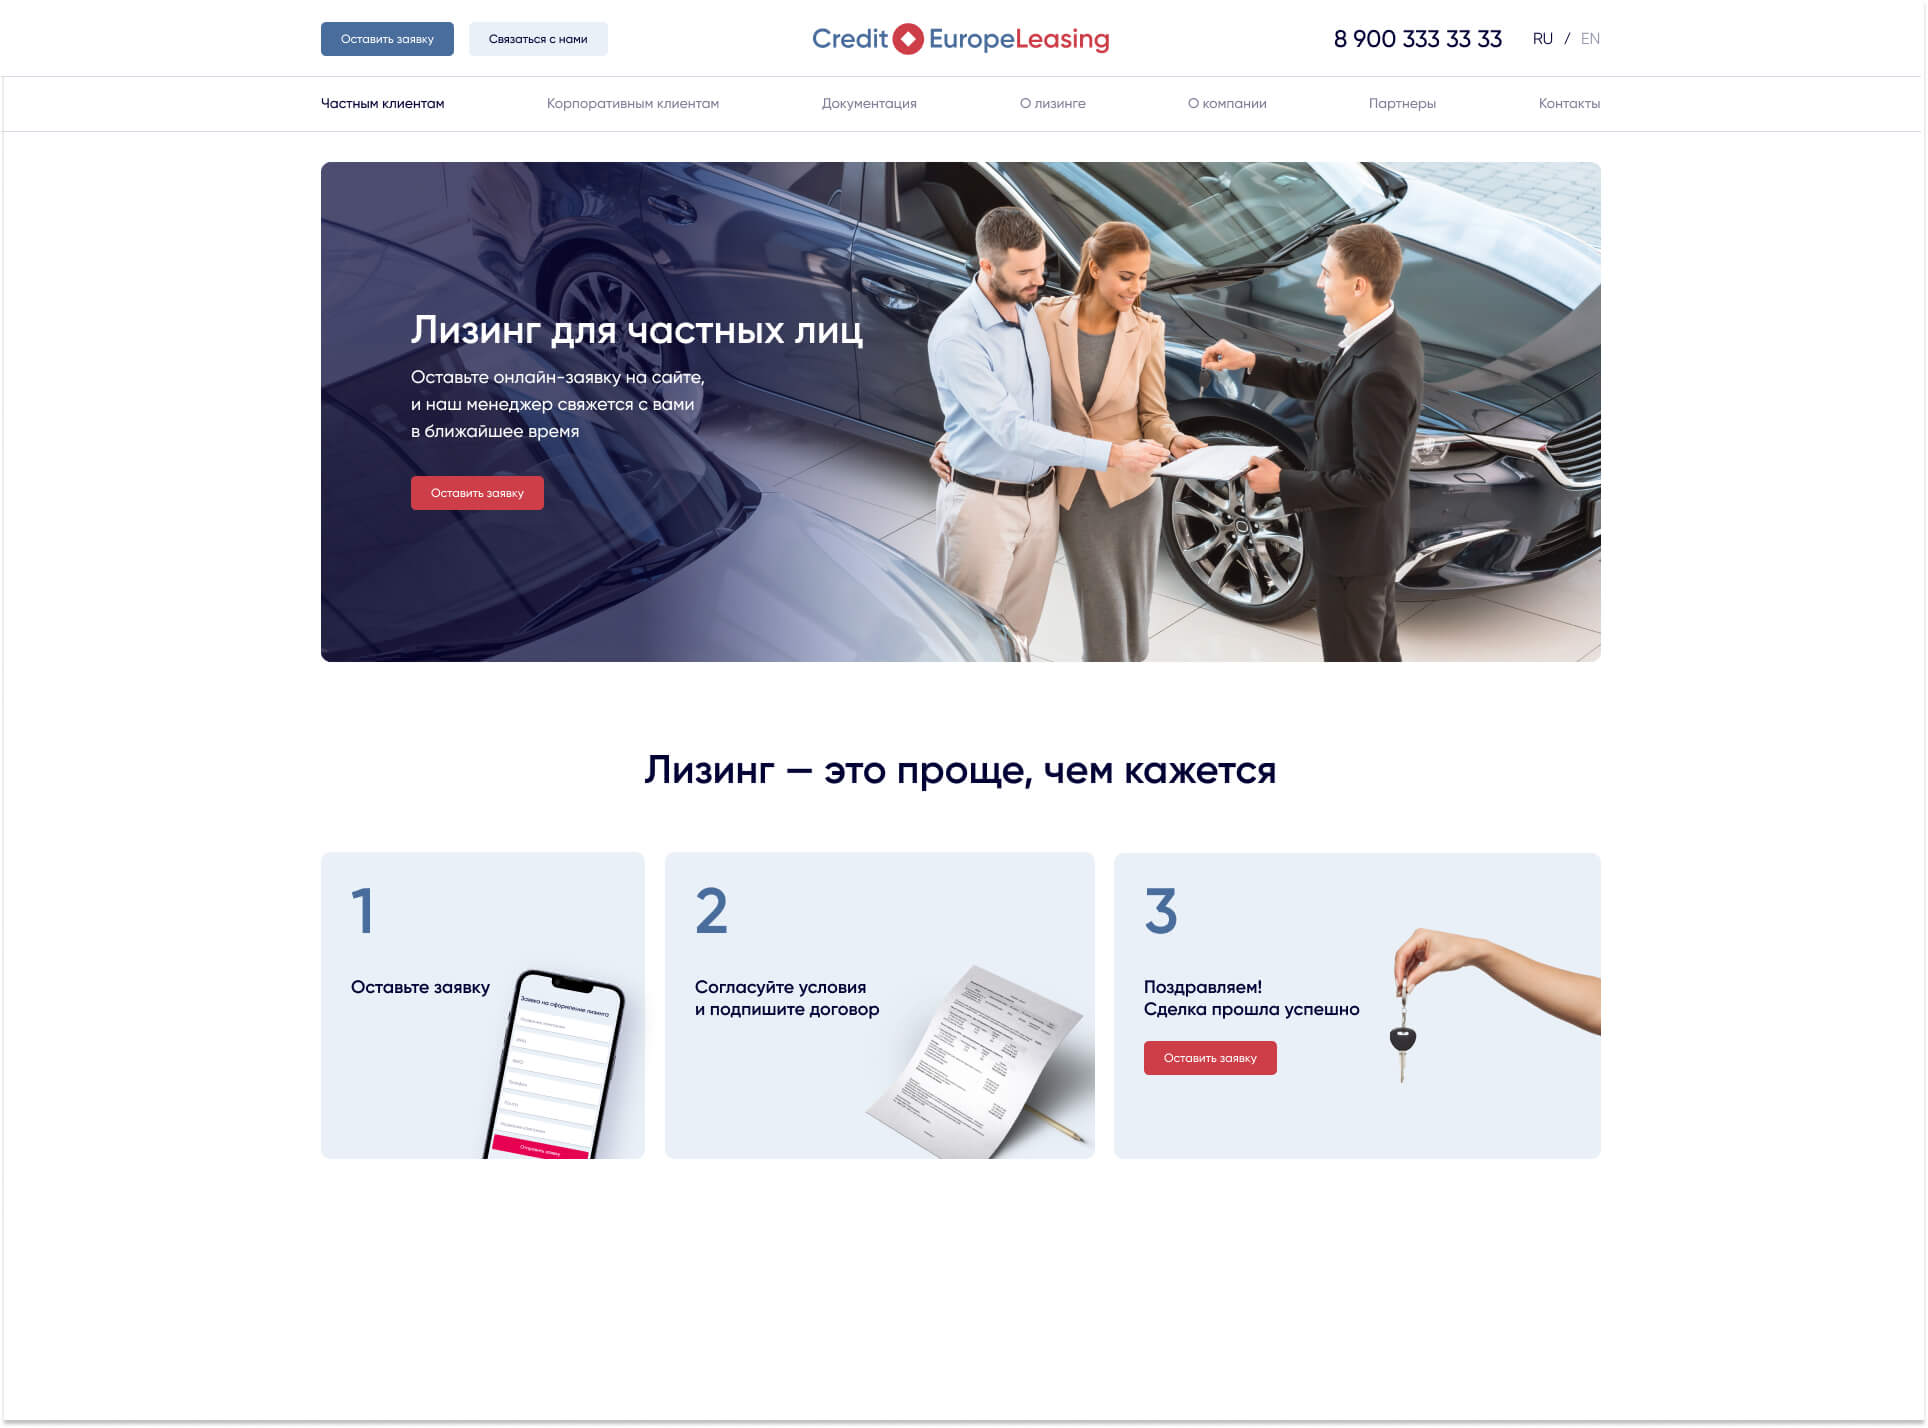 Оставить заявку
Связаться с нами
Credit EuropeLeasing
8 900 333 33 33
RU / EN
Частным клиентам
Корпоративным клиентам
Документация
О лизинге
О компании
Партнеры
Контакты
Лизинг для частных лиц
Оставьте онлайн-заявку на сайте,
и наш менеджер свяжется с вами
в ближайшее время
Оставить заявку
Лизинг — это проще, чем кажется
1
Оставьте заявку
Заявка на оформление лизинга
Отправить заявку
2
Согласуйте условия
и подпишите договор
3
Поздравляем!
Сделка прошла успешно
Оставить заявку